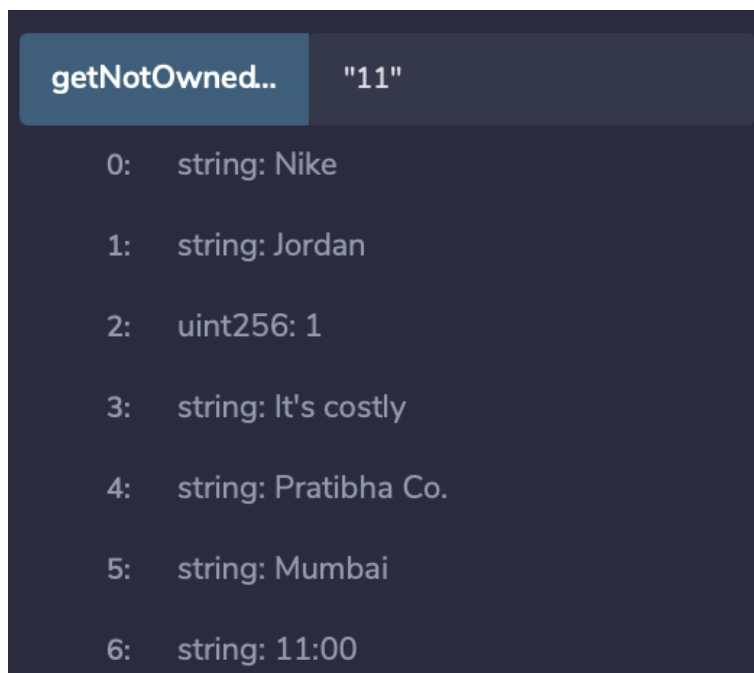 getNotOwned... "11"
0: string: Nike
1: string: Jordan
2: uint256: 1
3: string: It's costly
4: string: Pratibha Co.
5: string: Mumbai
6: string: 11:00